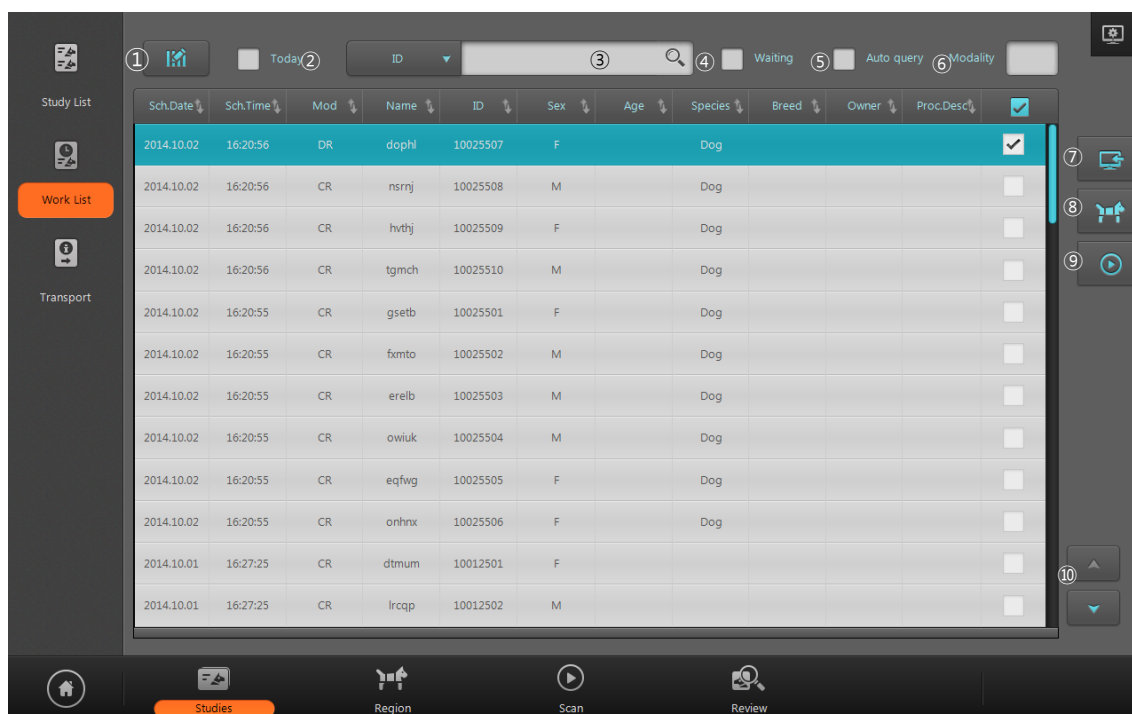 ① Today ② ID ③ ④ Waiting ⑤ Auto query ⑥ Modality
Study List
Sch.Date Sch.Time Mod Name ID Sex Age Species Breed Owner Proc.Desc
2014.10.02 16:20:56 DR dophl 10025507 F Dog
⑦
Work List
2014.10.02 16:20:56 CR nsrnj 10025508 M Dog
⑧
2014.10.02 16:20:56 CR hvthj 10025509 F Dog
⑨
2014.10.02 16:20:56 CR tgmch 10025510 M Dog
Transport
2014.10.02 16:20:55 CR gsetb 10025501 F Dog
2014.10.02 16:20:55 CR fxmto 10025502 M Dog
2014.10.02 16:20:55 CR erelb 10025503 M Dog
2014.10.02 16:20:55 CR owiuk 10025504 M Dog
2014.10.02 16:20:55 CR eqfwg 10025505 F Dog
2014.10.02 16:20:55 CR onhnx 10025506 F Dog
2014.10.01 16:27:25 CR dtmum 10012501 F
⑩
2014.10.01 16:27:25 CR lrcqp 10012502 M
Studies Region Scan Review